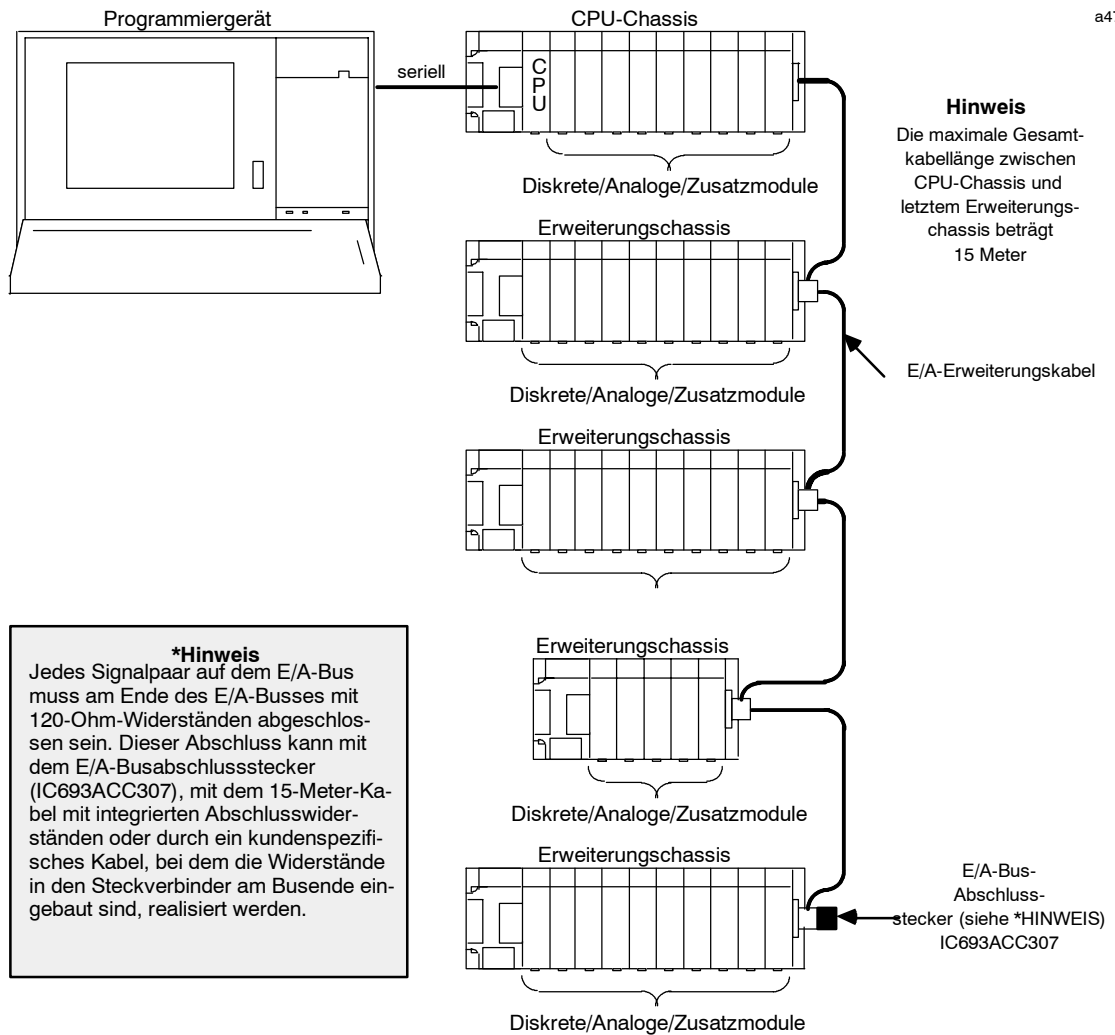 Programmiergerät
CPU-Chassis
a47
seriell
C
P
U
Diskrete/Analoge/Zusatzmodule
Hinweis
Die maximale Gesamt-
kabellänge zwischen
CPU-Chassis und
letztem Erweiterungs-
chassis beträgt
15 Meter
Erweiterungschassis
Diskrete/Analoge/Zusatzmodule
E/A-Erweiterungskabel
Erweiterungschassis
Erweiterungschassis
Diskrete/Analoge/Zusatzmodule
*Hinweis
Jedes Signalpaar auf dem E/A-Bus
muss am Ende des E/A-Busses mit
120-Ohm-Widerständen abgeschlos-
sen sein. Dieser Abschluss kann mit
dem E/A-Busabschlussstecker
(IC693ACC307), mit dem 15-Meter-Ka-
bel mit integrierten Abschlusswider-
ständen oder durch ein kundenspezifi-
sches Kabel, bei dem die Widerstände
in den Steckverbinder am Busende ein-
gebaut sind, realisiert werden.
Erweiterungschassis
E/A-Bus-
Abschluss-
stecker (siehe *HINWEIS)
IC693ACC307
Diskrete/Analoge/Zusatzmodule